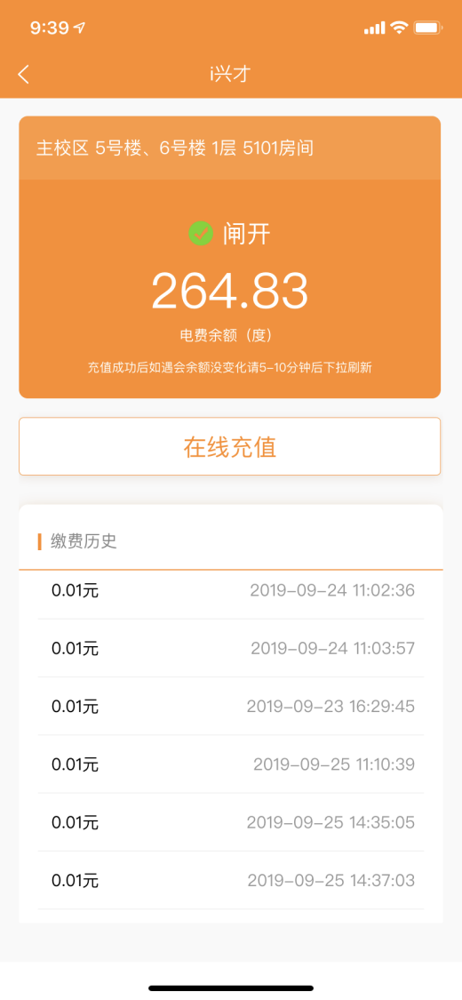 9:39
i兴才
主校区 5号楼、6号楼 1层 5101房间
闸开
264.83
电费余额（度）
充值成功后如遇会余额没变化请5-10分钟后下拉刷新
在线充值
缴费历史
0.01元 2019-09-24 11:02:36
0.01元 2019-09-24 11:03:57
0.01元 2019-09-23 16:29:45
0.01元 2019-09-25 11:10:39
0.01元 2019-09-25 14:35:05
0.01元 2019-09-25 14:37:03